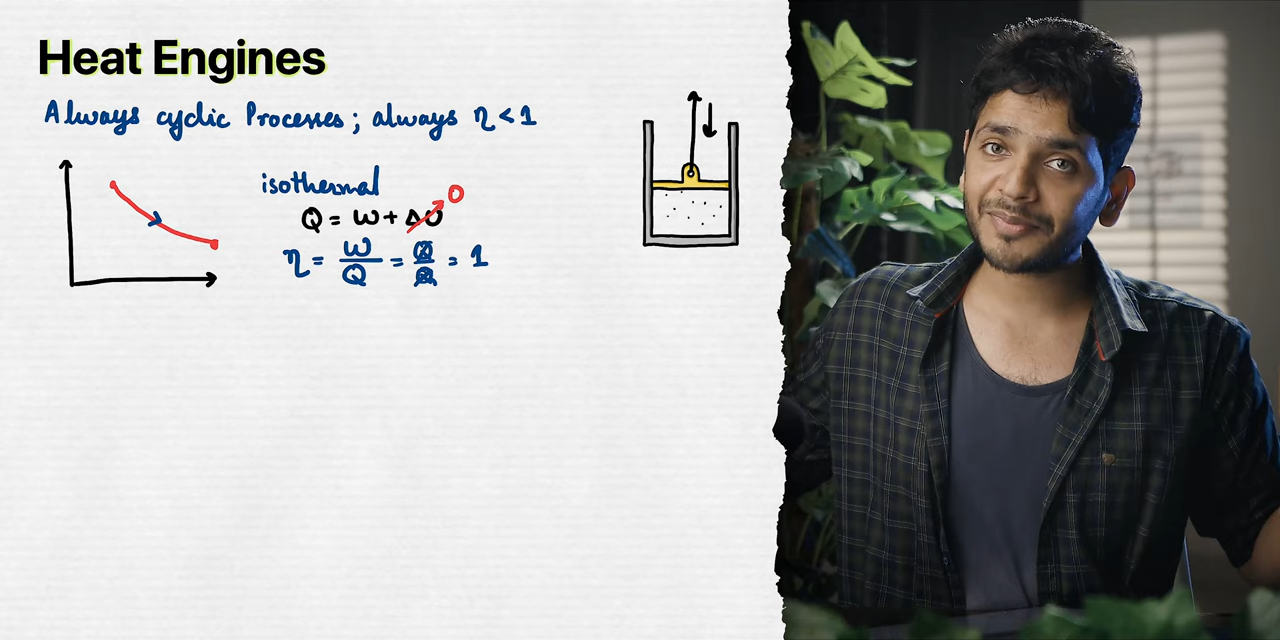 Heat Engines
Always cyclic Processes; always η < 1
isothermal
Q = W + ΔU 0
η = W/Q = Q/Q = 1